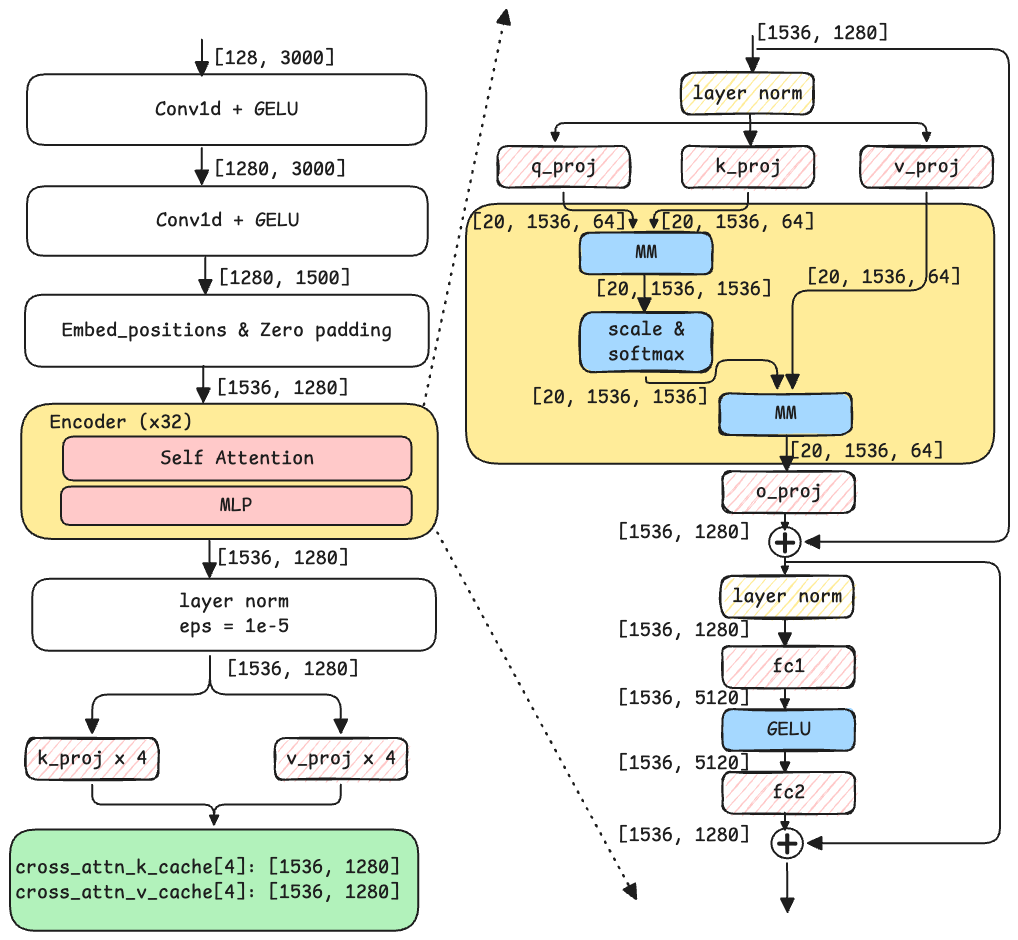 [128, 3000]
Conv1d + GELU
[1280, 3000]
Conv1d + GELU
[1280, 1500]
Embed_positions & Zero padding
[1536, 1280]
Encoder (x32)
Self Attention
MLP
[1536, 1280]
layer norm
eps = 1e-5
[1536, 1280]
k_proj x 4
v_proj x 4
cross_attn_k_cache[4]: [1536, 1280]
cross_attn_v_cache[4]: [1536, 1280]
[1536, 1280]
layer norm
q_proj
k_proj
v_proj
[20, 1536, 64]
[20, 1536, 64]
MM
[20, 1536, 64]
[20, 1536, 1536]
scale &
softmax
[20, 1536, 1536]
MM
[20, 1536, 64]
o_proj
[1536, 1280]
layer norm
[1536, 1280]
fc1
[1536, 5120]
GELU
[1536, 5120]
fc2
[1536, 1280]